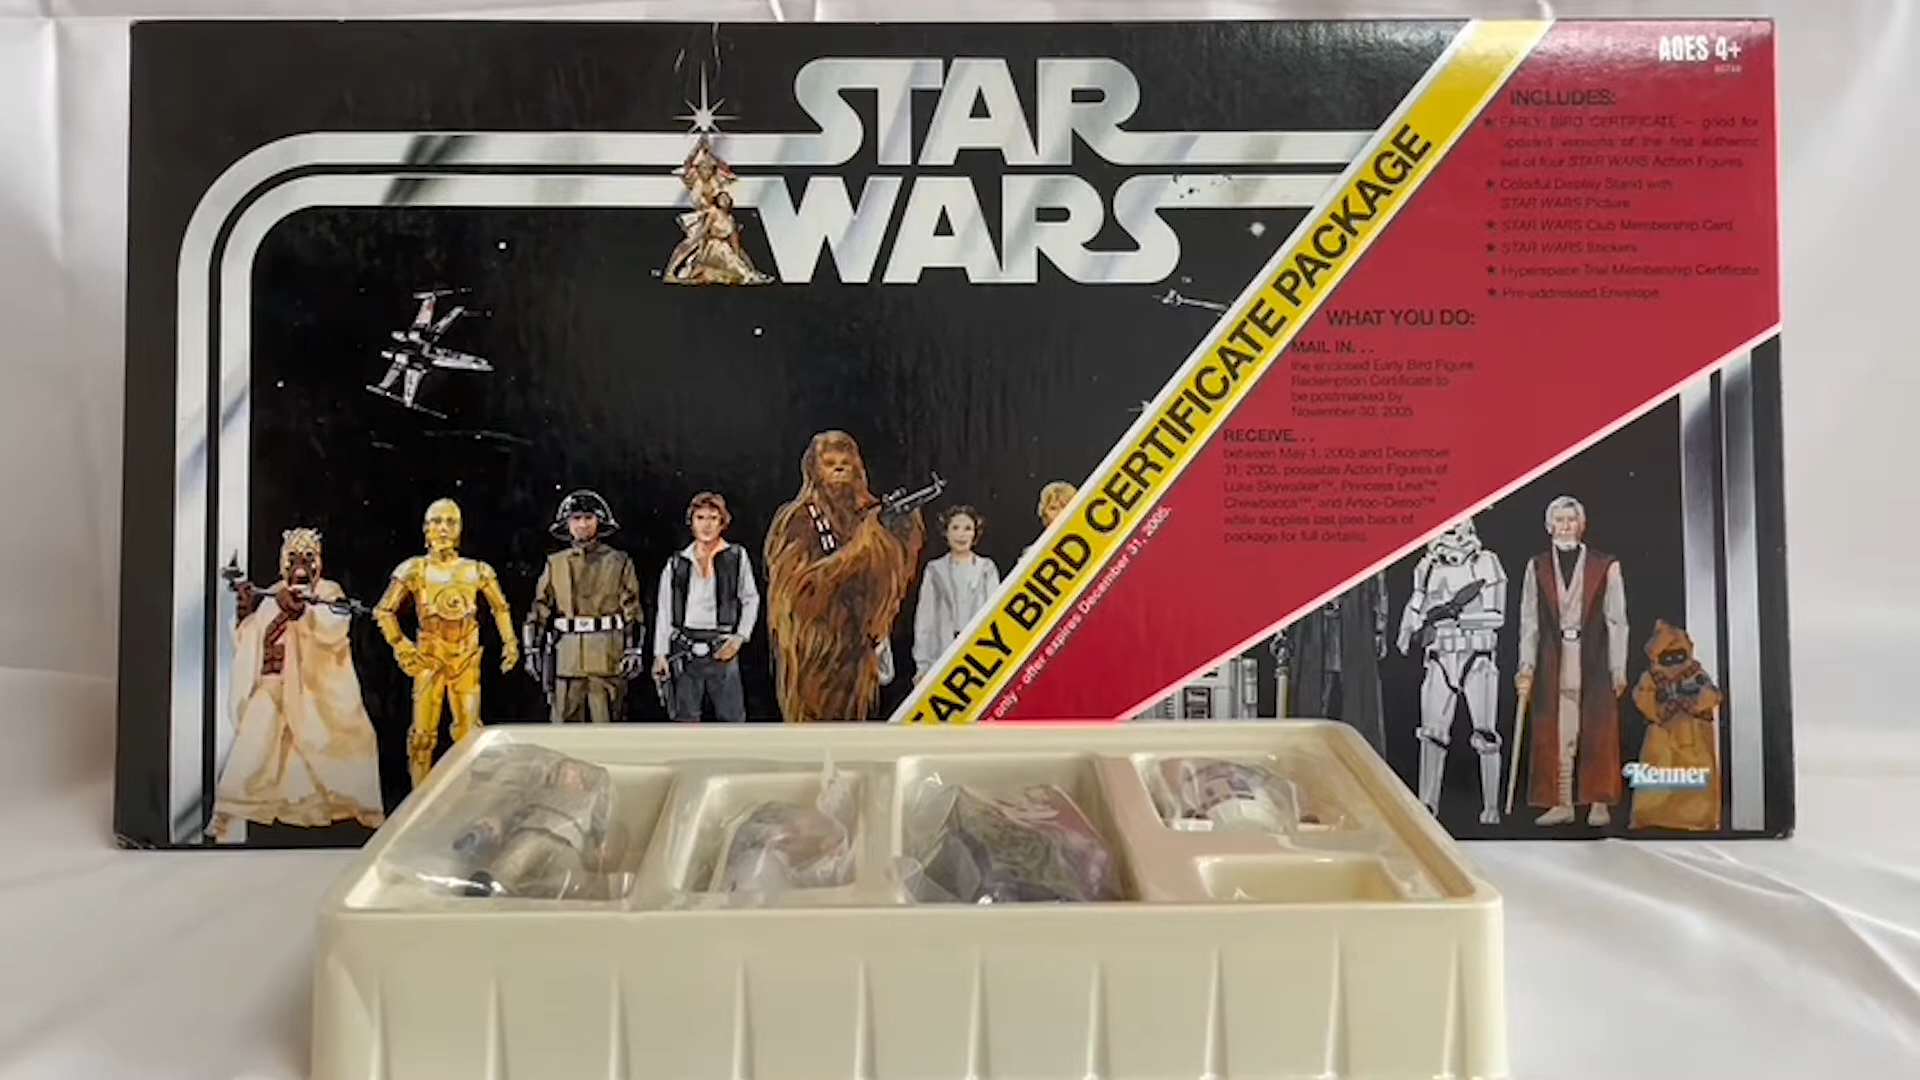 STAR
WARS
™
™
EARLY BIRD CERTIFICATE PACKAGE
only - offer expires December 31, 2005.
AGES 4+
INCLUDES:
★ EARLY BIRD CERTIFICATE — good for
updated versions of the first authentic
set of four STAR WARS Action Figures
★ Colorful Display Stand with
STAR WARS Picture
★ STAR WARS Club Membership Card
★ STAR WARS Stickers
★ Hyperspace Trial Membership Certificate
★ Pre-addressed Envelope
WHAT YOU DO:
MAIL IN. . .
the enclosed Early Bird Figure
Redemption Certificate to
be postmarked by
November 30, 2005
RECEIVE. . .
between May 1, 2005 and December
31, 2005, poseable Action Figures of
Luke Skywalker™, Princess Leia™,
Chewbacca™, and Artoo-Detoo™
while supplies last (see back of
package for full details).
Kenner